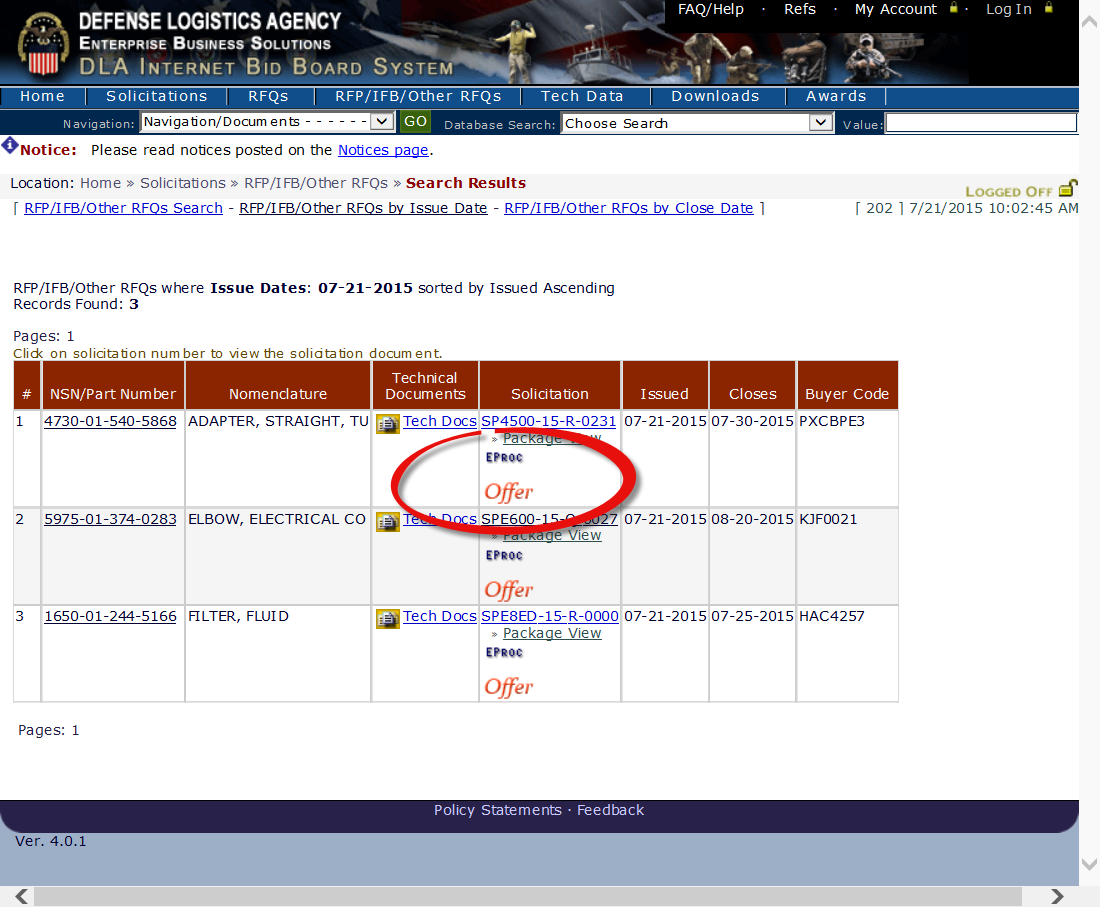 DEFENSE LOGISTICS AGENCY
ENTERPRISE BUSINESS SOLUTIONS
DLA INTERNET BID BOARD SYSTEM
FAQ/Help · Refs · My Account · Log In
Home Solicitations RFQs RFP/IFB/Other RFQs Tech Data Downloads Awards
Navigation: Navigation/Documents - - - - - - GO Database Search: Choose Search Value:
Notice: Please read notices posted on the Notices page.
Location: Home » Solicitations » RFP/IFB/Other RFQs » Search Results
LOGGED OFF
[ RFP/IFB/Other RFQs Search - RFP/IFB/Other RFQs by Issue Date - RFP/IFB/Other RFQs by Close Date ] [ 202 ] 7/21/2015 10:02:45 AM
RFP/IFB/Other RFQs where Issue Dates: 07-21-2015 sorted by Issued Ascending
Records Found: 3
Pages: 1
Click on solicitation number to view the solicitation document.
# NSN/Part Number Nomenclature Technical Documents Solicitation Issued Closes Buyer Code
1 4730-01-540-5868 ADAPTER, STRAIGHT, TU Tech Docs SP4500-15-R-0231 07-21-2015 07-30-2015 PXCBPE3
» Package View
EPROC
Offer
2 5975-01-374-0283 ELBOW, ELECTRICAL CO Tech Docs SPE600-15-Q-0027 07-21-2015 08-20-2015 KJF0021
» Package View
EPROC
Offer
3 1650-01-244-5166 FILTER, FLUID Tech Docs SPE8ED-15-R-0000 07-21-2015 07-25-2015 HAC4257
» Package View
EPROC
Offer
Pages: 1
Policy Statements · Feedback
Ver. 4.0.1